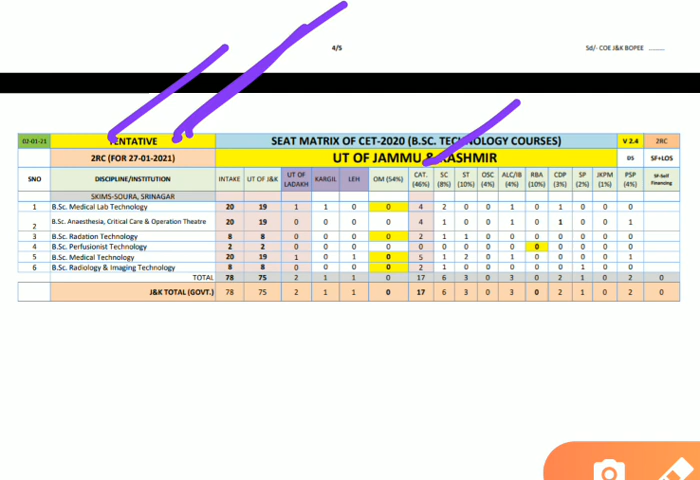 4/5
Sd/- COE J&K BOPEE
02-01-21 TENTATIVE SEAT MATRIX OF CET-2020 (B.SC. TECHNOLOGY COURSES) V 2.4 2RC
2RC (FOR 27-01-2021) UT OF JAMMU & KASHMIR 05 SF+LOS
SNO DISCIPLINE/INSTITUTION INTAKE UT OF J&K UT OF LADAKH KARGIL LEH OM (54%) CAT. (46%) SC (8%) ST (10%) OSC (4%) ALC/IB (4%) RBA (10%) CDP (3%) SP (2%) JKPM (1%) PSP (4%) SF-Self Financing
SKIMS-SOURA, SRINAGAR
1 B.Sc. Medical Lab Technology 20 19 1 1 0 0 4 2 0 0 1 0 1 0 0 0
2 B.Sc. Anaesthesia, Critical Care & Operation Theatre 20 19 0 0 0 0 4 1 0 0 1 0 1 0 0 1
3 B.Sc. Radation Technology 8 8 0 0 0 0 2 1 1 0 0 0 0 0 0 0
4 B.Sc. Perfusionist Technology 2 2 0 0 0 0 0 0 0 0 0 0 0 0 0 0
5 B.Sc. Medical Technology 20 19 1 0 1 0 5 1 2 0 1 0 0 0 0 1
6 B.Sc. Radiology & Imaging Technology 8 8 0 0 0 0 2 1 0 0 0 0 0 1 0 0
TOTAL 78 75 2 1 1 0 17 6 3 0 3 0 2 1 0 2 0
J&K TOTAL (GOVT.) 78 75 2 1 1 0 17 6 3 0 3 0 2 1 0 2 0